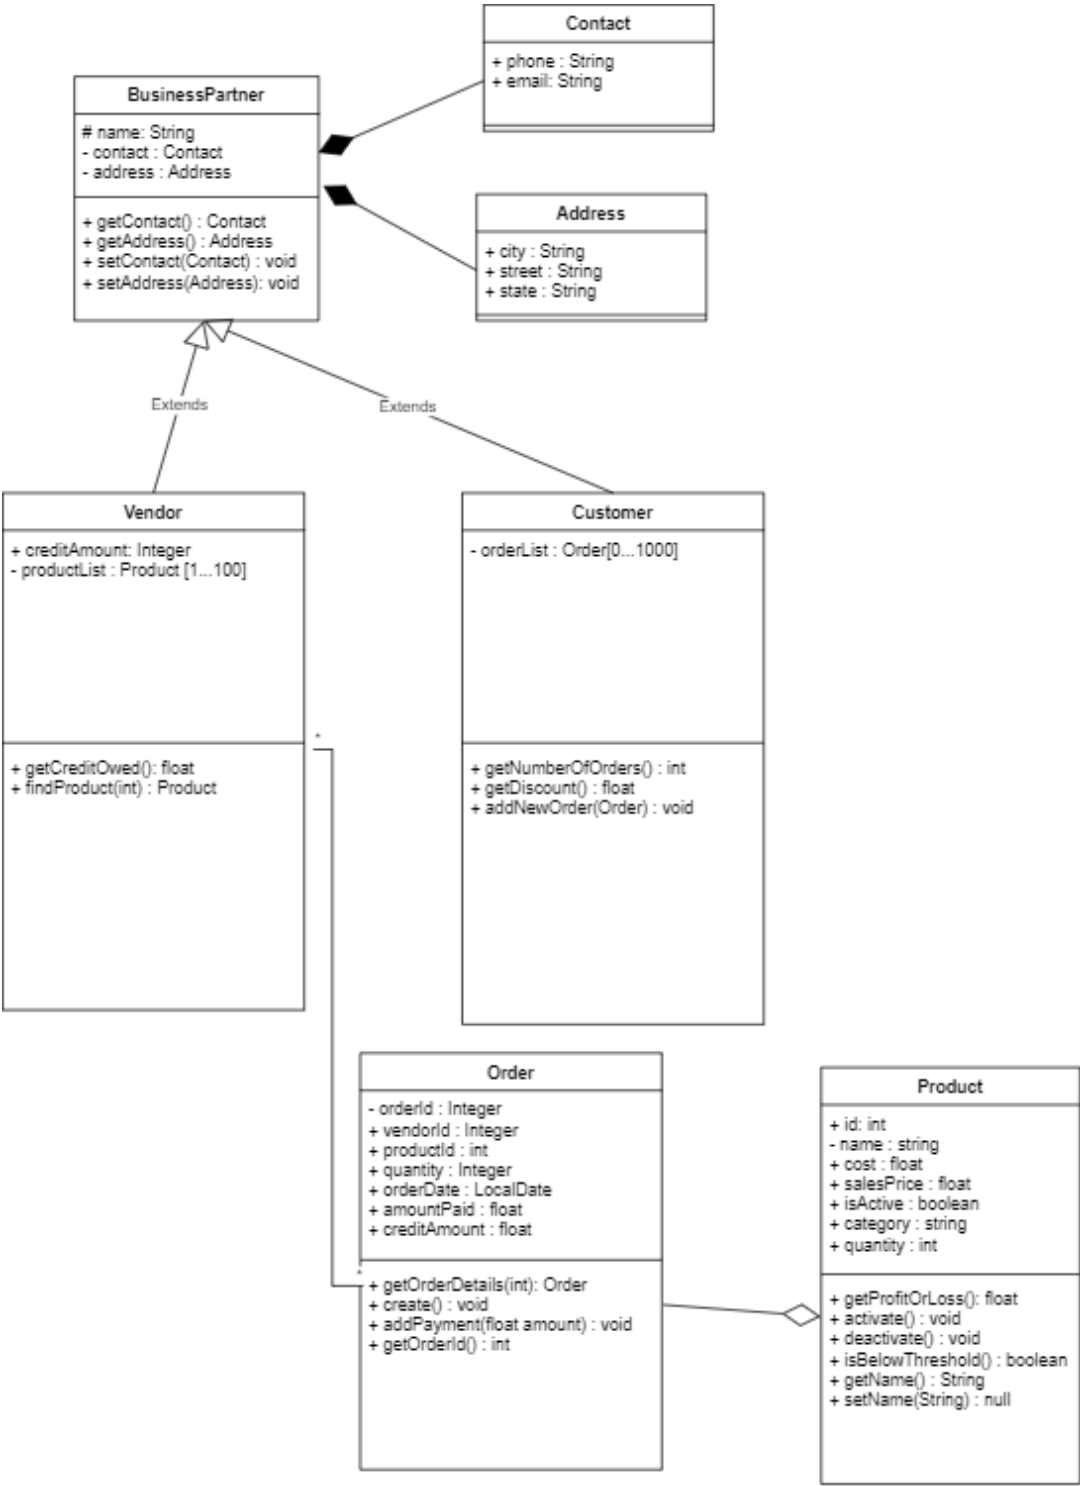 Contact
+ phone : String
+ email: String
BusinessPartner
# name: String
- contact : Contact
- address : Address
+ getContact() : Contact
+ getAddress() : Address
+ setContact(Contact) : void
+ setAddress(Address): void
Address
+ city : String
+ street : String
+ state : String
Extends
Extends
Vendor
+ creditAmount: Integer
- productList : Product [1...100]
+ getCreditOwed(): float
+ findProduct(int) : Product
*
Customer
- orderList : Order[0...1000]
+ getNumberOfOrders() : int
+ getDiscount() : float
+ addNewOrder(Order) : void
Order
- orderId : Integer
+ vendorId : Integer
+ productId : int
+ quantity : Integer
+ orderDate : LocalDate
+ amountPaid : float
+ creditAmount : float
*
+ getOrderDetails(int): Order
+ create() : void
+ addPayment(float amount) : void
+ getOrderId() : int
Product
+ id: int
- name : string
+ cost : float
+ salesPrice : float
+ isActive : boolean
+ category : string
+ quantity : int
+ getProfitOrLoss(): float
+ activate() : void
+ deactivate() : void
+ isBelowThreshold() : boolean
+ getName() : String
+ setName(String) : null